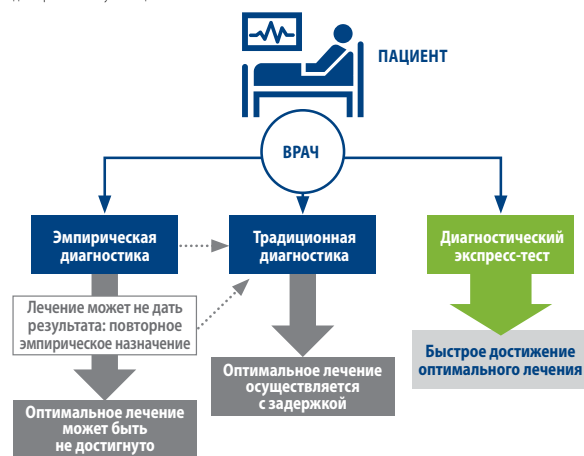 ПАЦИЕНТ
ВРАЧ
Эмпирическая
диагностика
Традиционная
диагностика
Диагностический
экспресс-тест
Лечение может не дать
результата: повторное
эмпирическое назначение
Быстрое достижение
оптимального лечения
Оптимальное лечение
осуществляется
с задержкой
Оптимальное лечение
может быть
не достигнуто